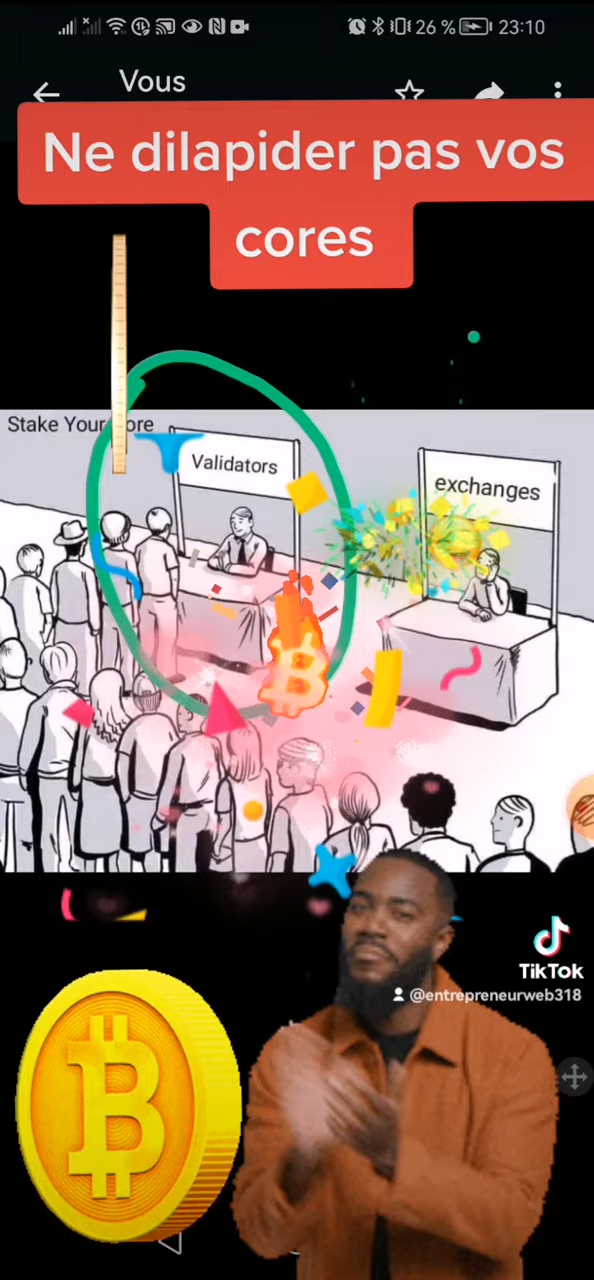 26 % 23:10
Vous
Ne dilapider pas vos
cores
Stake Your ore
Validators
exchanges
TikTok
@entrepreneurweb318